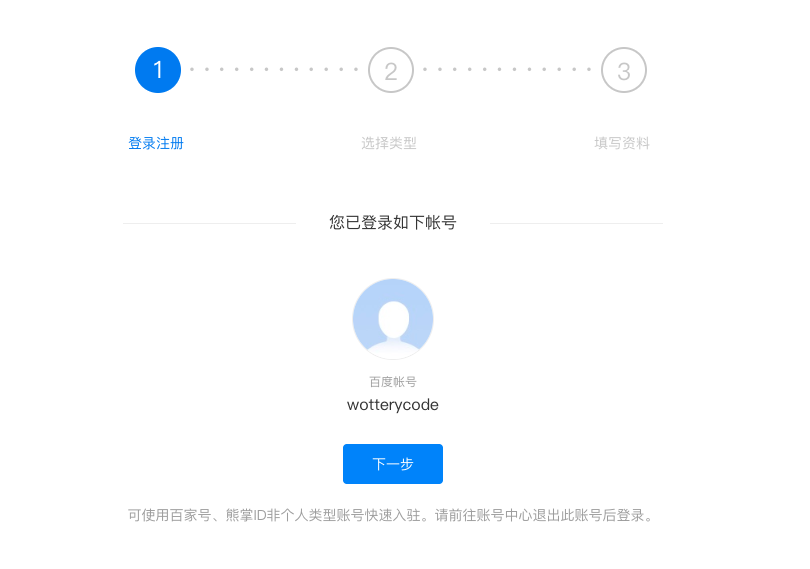 1 2 3
登录注册 选择类型 填写资料
您已登录如下帐号
百度帐号
wotterycode
下一步
可使用百家号、熊掌ID非个人类型账号快速入驻。请前往账号中心退出此账号后登录。